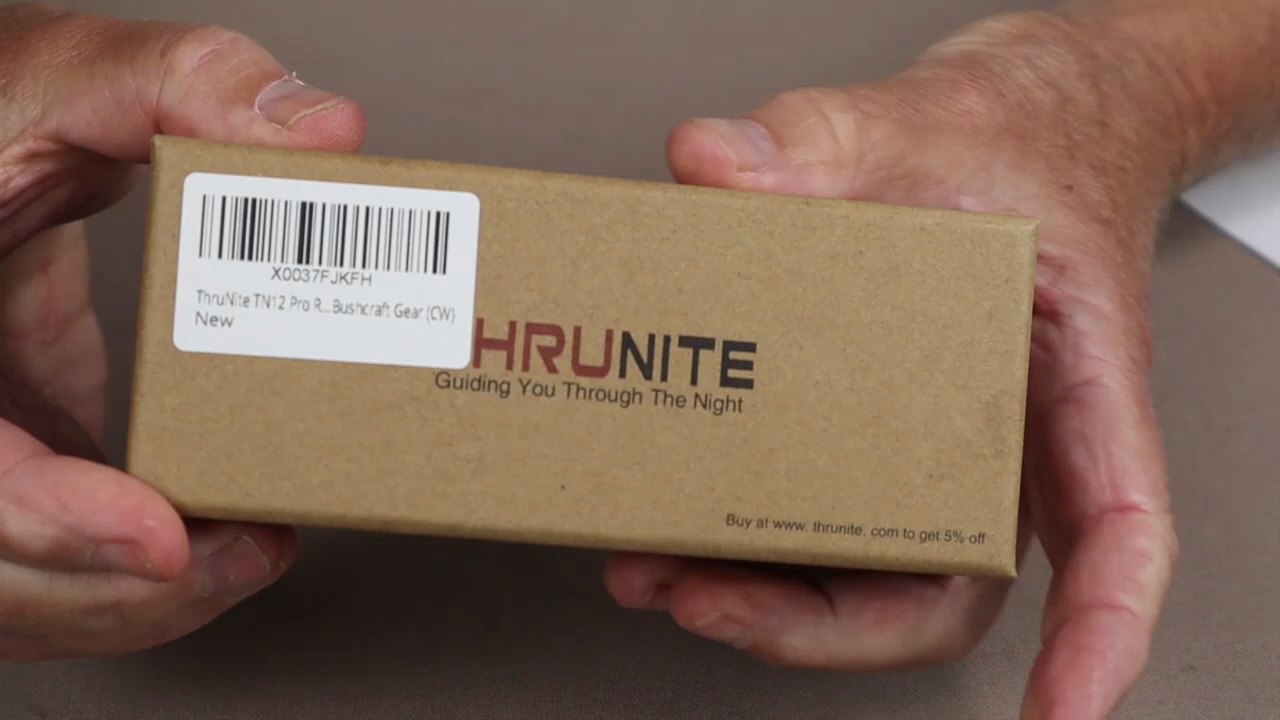 X0037FJKFH
ThruNite TN12 Pro R...Bushcraft Gear (CW)
New
HRUNITE
Guiding You Through The Night
Buy at www. thrunite. com to get 5% off